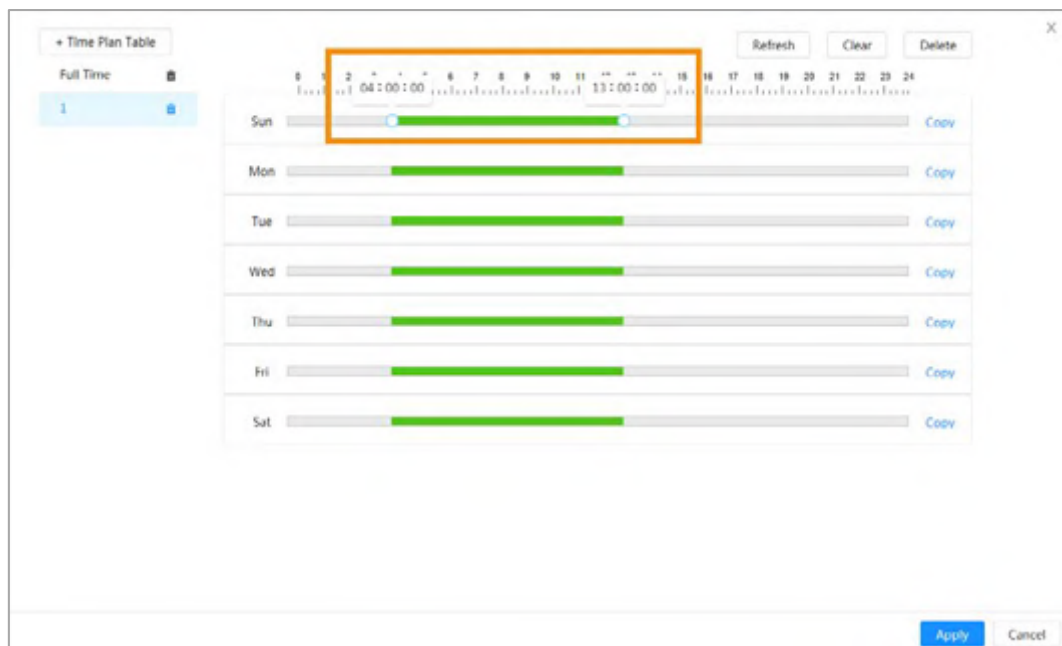 + Time Plan Table
Refresh Clear Delete
Full Time
0 1 2 6 7 8 9 10 11 15 16 17 18 19 20 21 22 23 24
04:00:00 13:00:00
1
Sun Copy
Mon Copy
Tue Copy
Wed Copy
Thu Copy
Fri Copy
Sat Copy
Apply Cancel